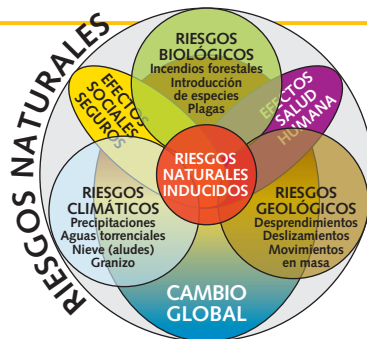 RIESGOS NATURALES
RIESGOS
BIOLÓGICOS
Incendios forestales
Introducción
de especies
Plagas
EFECTOS
SOCIALES
SEGUROS
EFECTOS
SALUD
HUMANA
RIESGOS
NATURALES
INDUCIDOS
RIESGOS
CLIMÁTICOS
Precipitaciones
Aguas torrenciales
Nieve (aludes)
Granizo
RIESGOS
GEOLÓGICOS
Desprendimientos
Deslizamientos
Movimientos
en masa
CAMBIO
GLOBAL